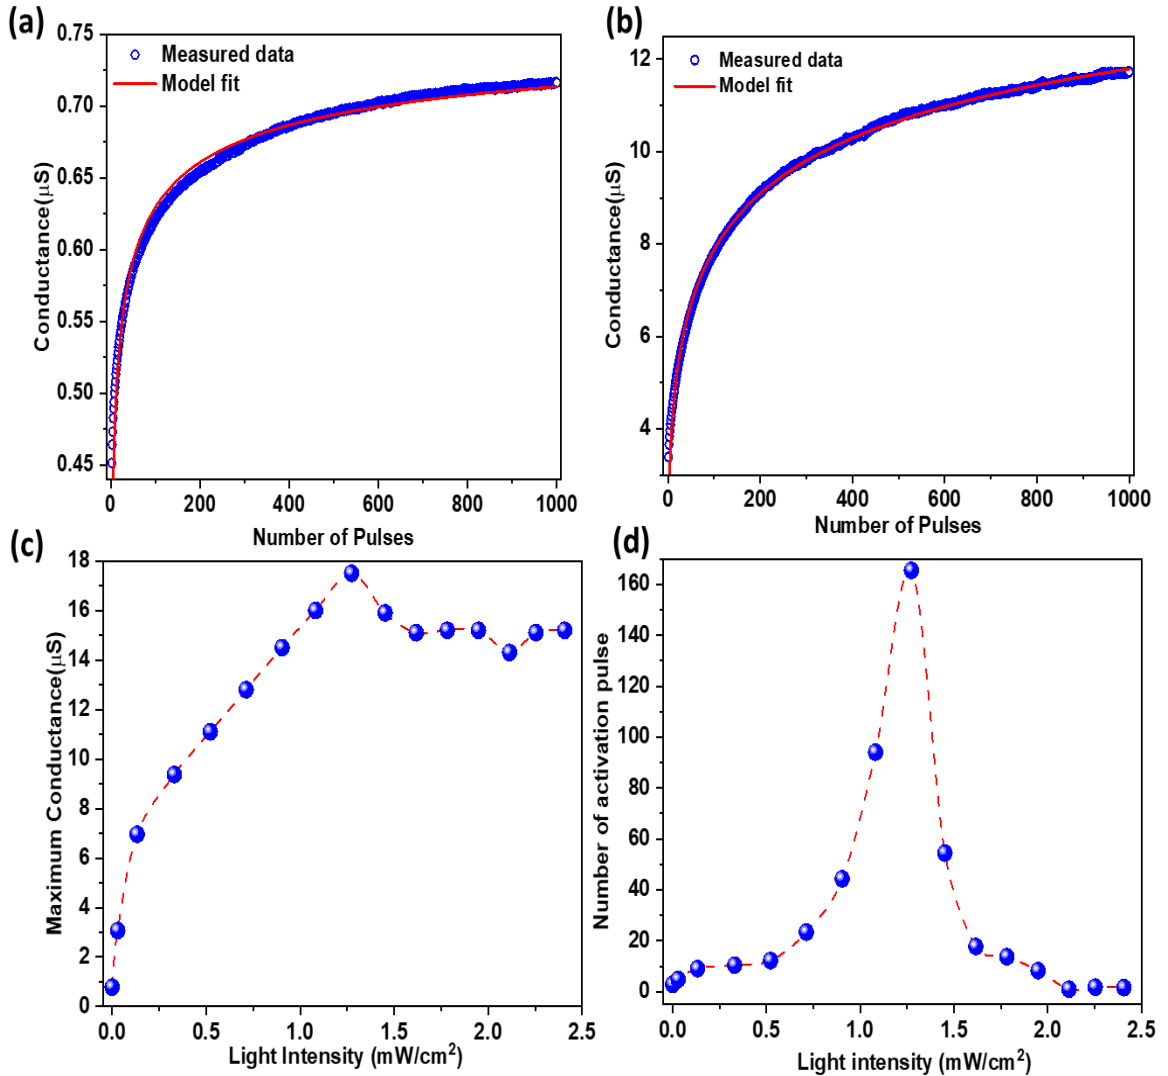 (a)
0.75
0.70
0.65
0.60
0.55
0.50
0.45
Conductance(μS)
Measured data
Model fit
0 200 400 600 800 1000
Number of Pulses
(b)
12
10
8
6
4
Conductance(μS)
Measured data
Model fit
0 200 400 600 800 1000
Number of Pulses
(c)
18
16
14
12
10
8
6
4
2
0
Maximum Conductance(μS)
0.0 0.5 1.0 1.5 2.0 2.5
Light Intensity (mW/cm²)
(d)
160
140
120
100
80
60
40
20
0
Number of activation pulse
0.0 0.5 1.0 1.5 2.0 2.5
Light intensity (mW/cm²)